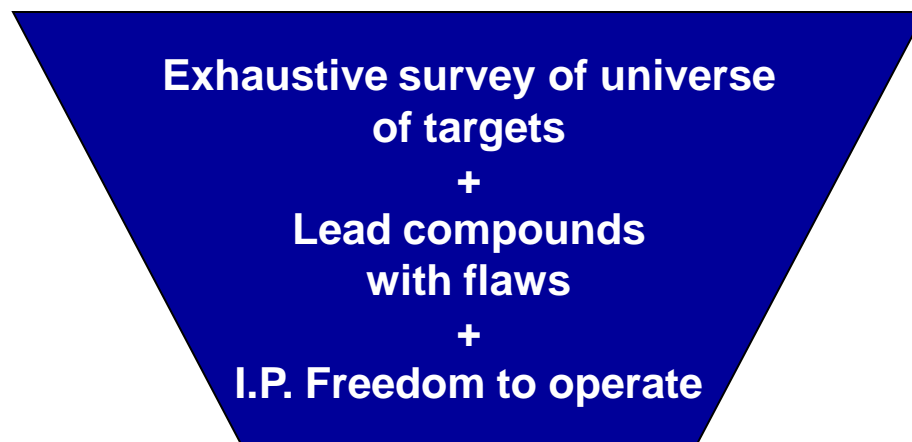 Exhaustive survey of universe
of targets
+
Lead compounds
with flaws
+
I.P. Freedom to operate